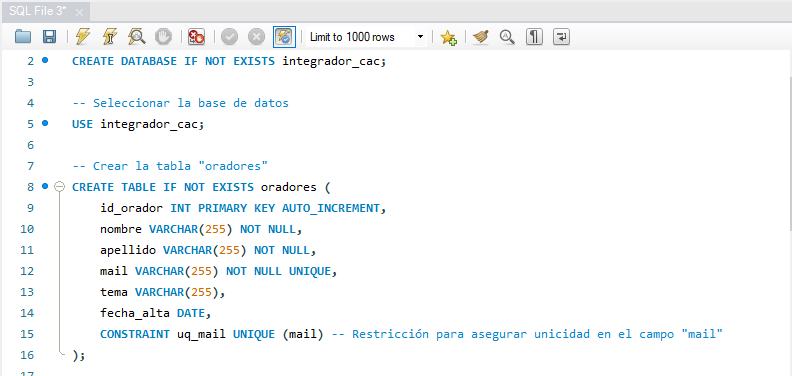 SQL File 3*
Limit to 1000 rows
2 CREATE DATABASE IF NOT EXISTS integrador_cac;
3
4 -- Seleccionar la base de datos
5 USE integrador_cac;
6
7 -- Crear la tabla "oradores"
8 CREATE TABLE IF NOT EXISTS oradores (
9 id_orador INT PRIMARY KEY AUTO_INCREMENT,
10 nombre VARCHAR(255) NOT NULL,
11 apellido VARCHAR(255) NOT NULL,
12 mail VARCHAR(255) NOT NULL UNIQUE,
13 tema VARCHAR(255),
14 fecha_alta DATE,
15 CONSTRAINT uq_mail UNIQUE (mail) -- Restricción para asegurar unicidad en el campo "mail"
16 );
17